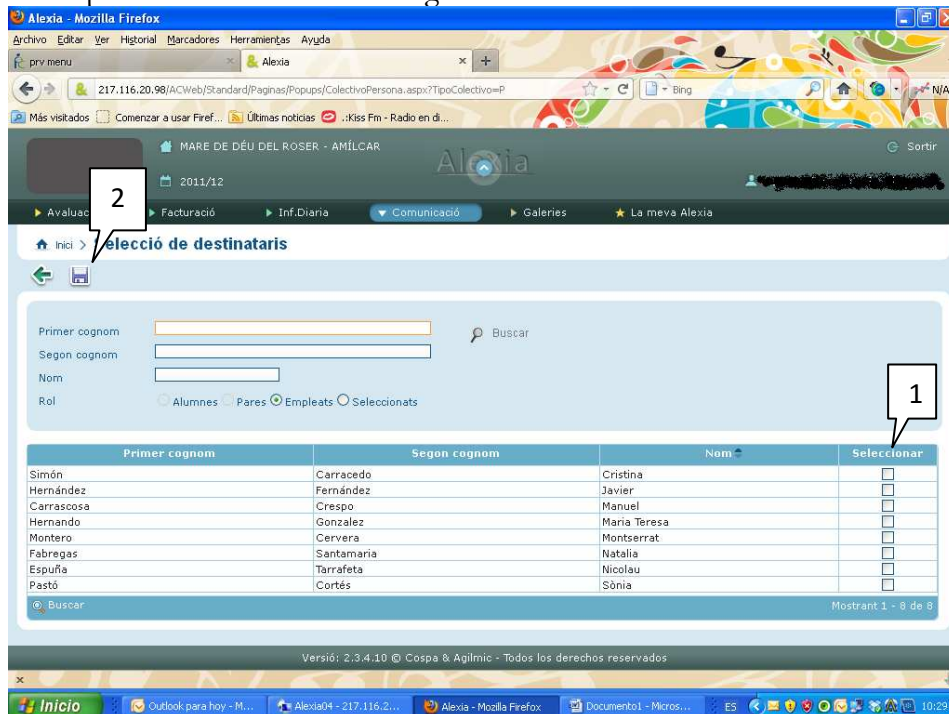 Alexia - Mozilla Firefox
Archivo Editar Ver Historial Marcadores Herramientas Ayuda
prv menu
Alexia
217.116.20.98/ACWeb/Standard/Paginas/Popups/ColectivoPersona.aspx?TipoColectivo=P
Bing
N/A
Más visitados Comenzar a usar Firef... Últimas noticias .:Kiss Fm - Radio en di...
MARE DE DÉU DEL ROSER - AMÍLCAR
Alexia
Sortir
2011/12
2
Facturació Inf.Diaria Comunicació Galeries La meva Alexia
Inici > Selecció de destinataris
Primer cognom
Buscar
Segon cognom
Nom
Rol Alumnes Pares Empleats Seleccionats
1
Primer cognom Segon cognom Nom Seleccionar
Simón Carracedo Cristina
Hernández Fernández Javier
Carrascosa Crespo Manuel
Hernando Gonzalez Maria Teresa
Montero Cervera Montserrat
Fabregas Santamaria Natalia
Espuña Tarrafeta Nicolau
Pastó Cortés Sònia
Buscar Mostrant 1 - 8 de 8
Versió: 2.3.4.10 © Cospa & Agilmic - Todos los derechos reservados
x
Inicio Outlook para hoy - M... Alexia04 - 217.116.2... Alexia - Mozilla Firefox Documento1 - Micros... ES 10:29